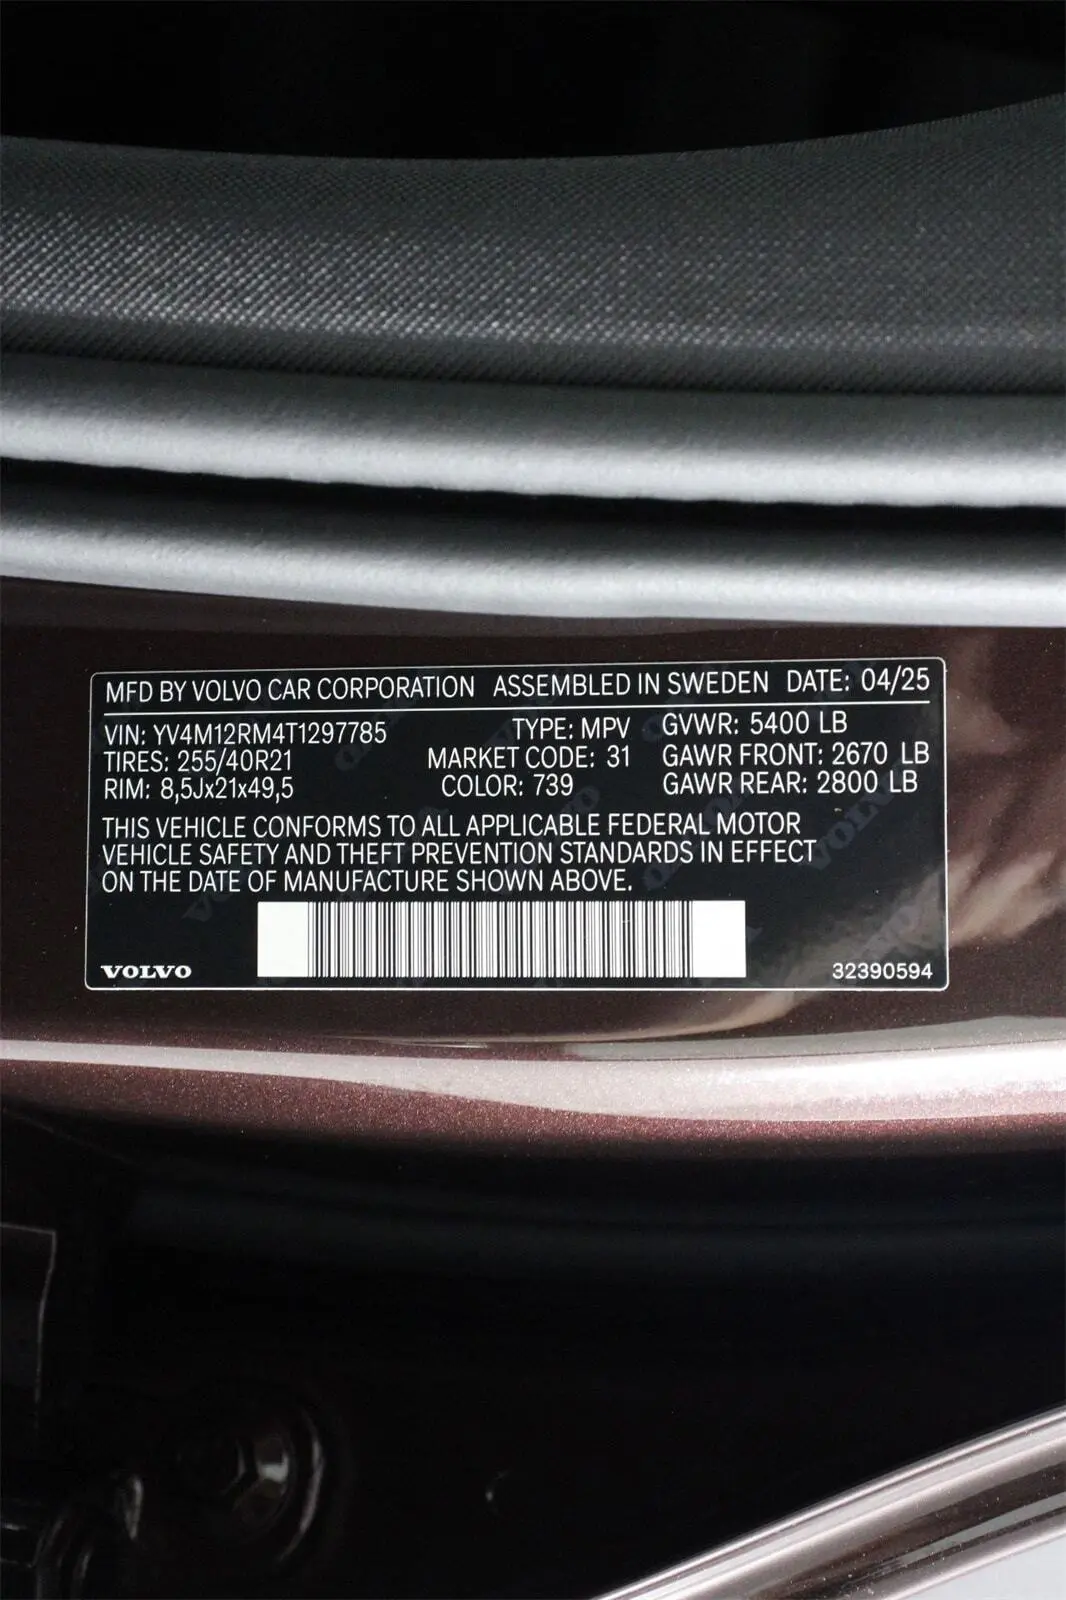 MFD BY VOLVO CAR CORPORATION ASSEMBLED IN SWEDEN DATE: 04/25
VIN: YV4M12RM4T1297785 TYPE: MPV GVWR: 5400 LB
TIRES: 255/40R21 MARKET CODE: 31 GAWR FRONT: 2670 LB
RIM: 8,5Jx21x49,5 COLOR: 739 GAWR REAR: 2800 LB
THIS VEHICLE CONFORMS TO ALL APPLICABLE FEDERAL MOTOR
VEHICLE SAFETY AND THEFT PREVENTION STANDARDS IN EFFECT
ON THE DATE OF MANUFACTURE SHOWN ABOVE.
VOLVO 32390594